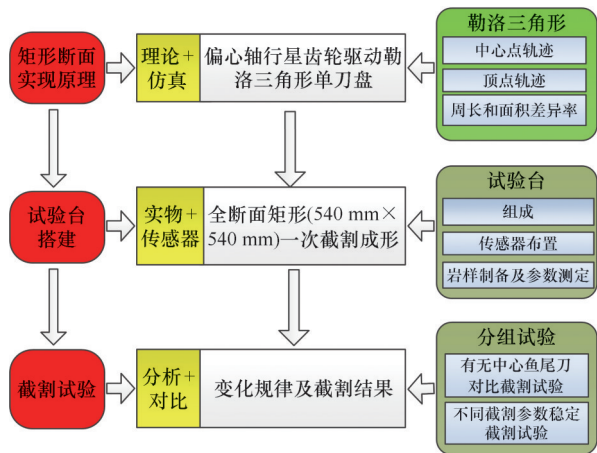 矩形断面
实现原理
理论+
仿真
偏心轴行星齿轮驱动勒
洛三角形单刀盘
勒洛三角形
中心点轨迹
顶点轨迹
周长和面积差异率
试验台
搭建
实物+
传感器
全断面矩形(540 mm×
540 mm)一次截割成形
试验台
组成
传感器布置
岩样制备及参数测定
截割试验
分析+
对比
变化规律及截割结果
分组试验
有无中心鱼尾刀
对比截割试验
不同截割参数稳定
截割试验